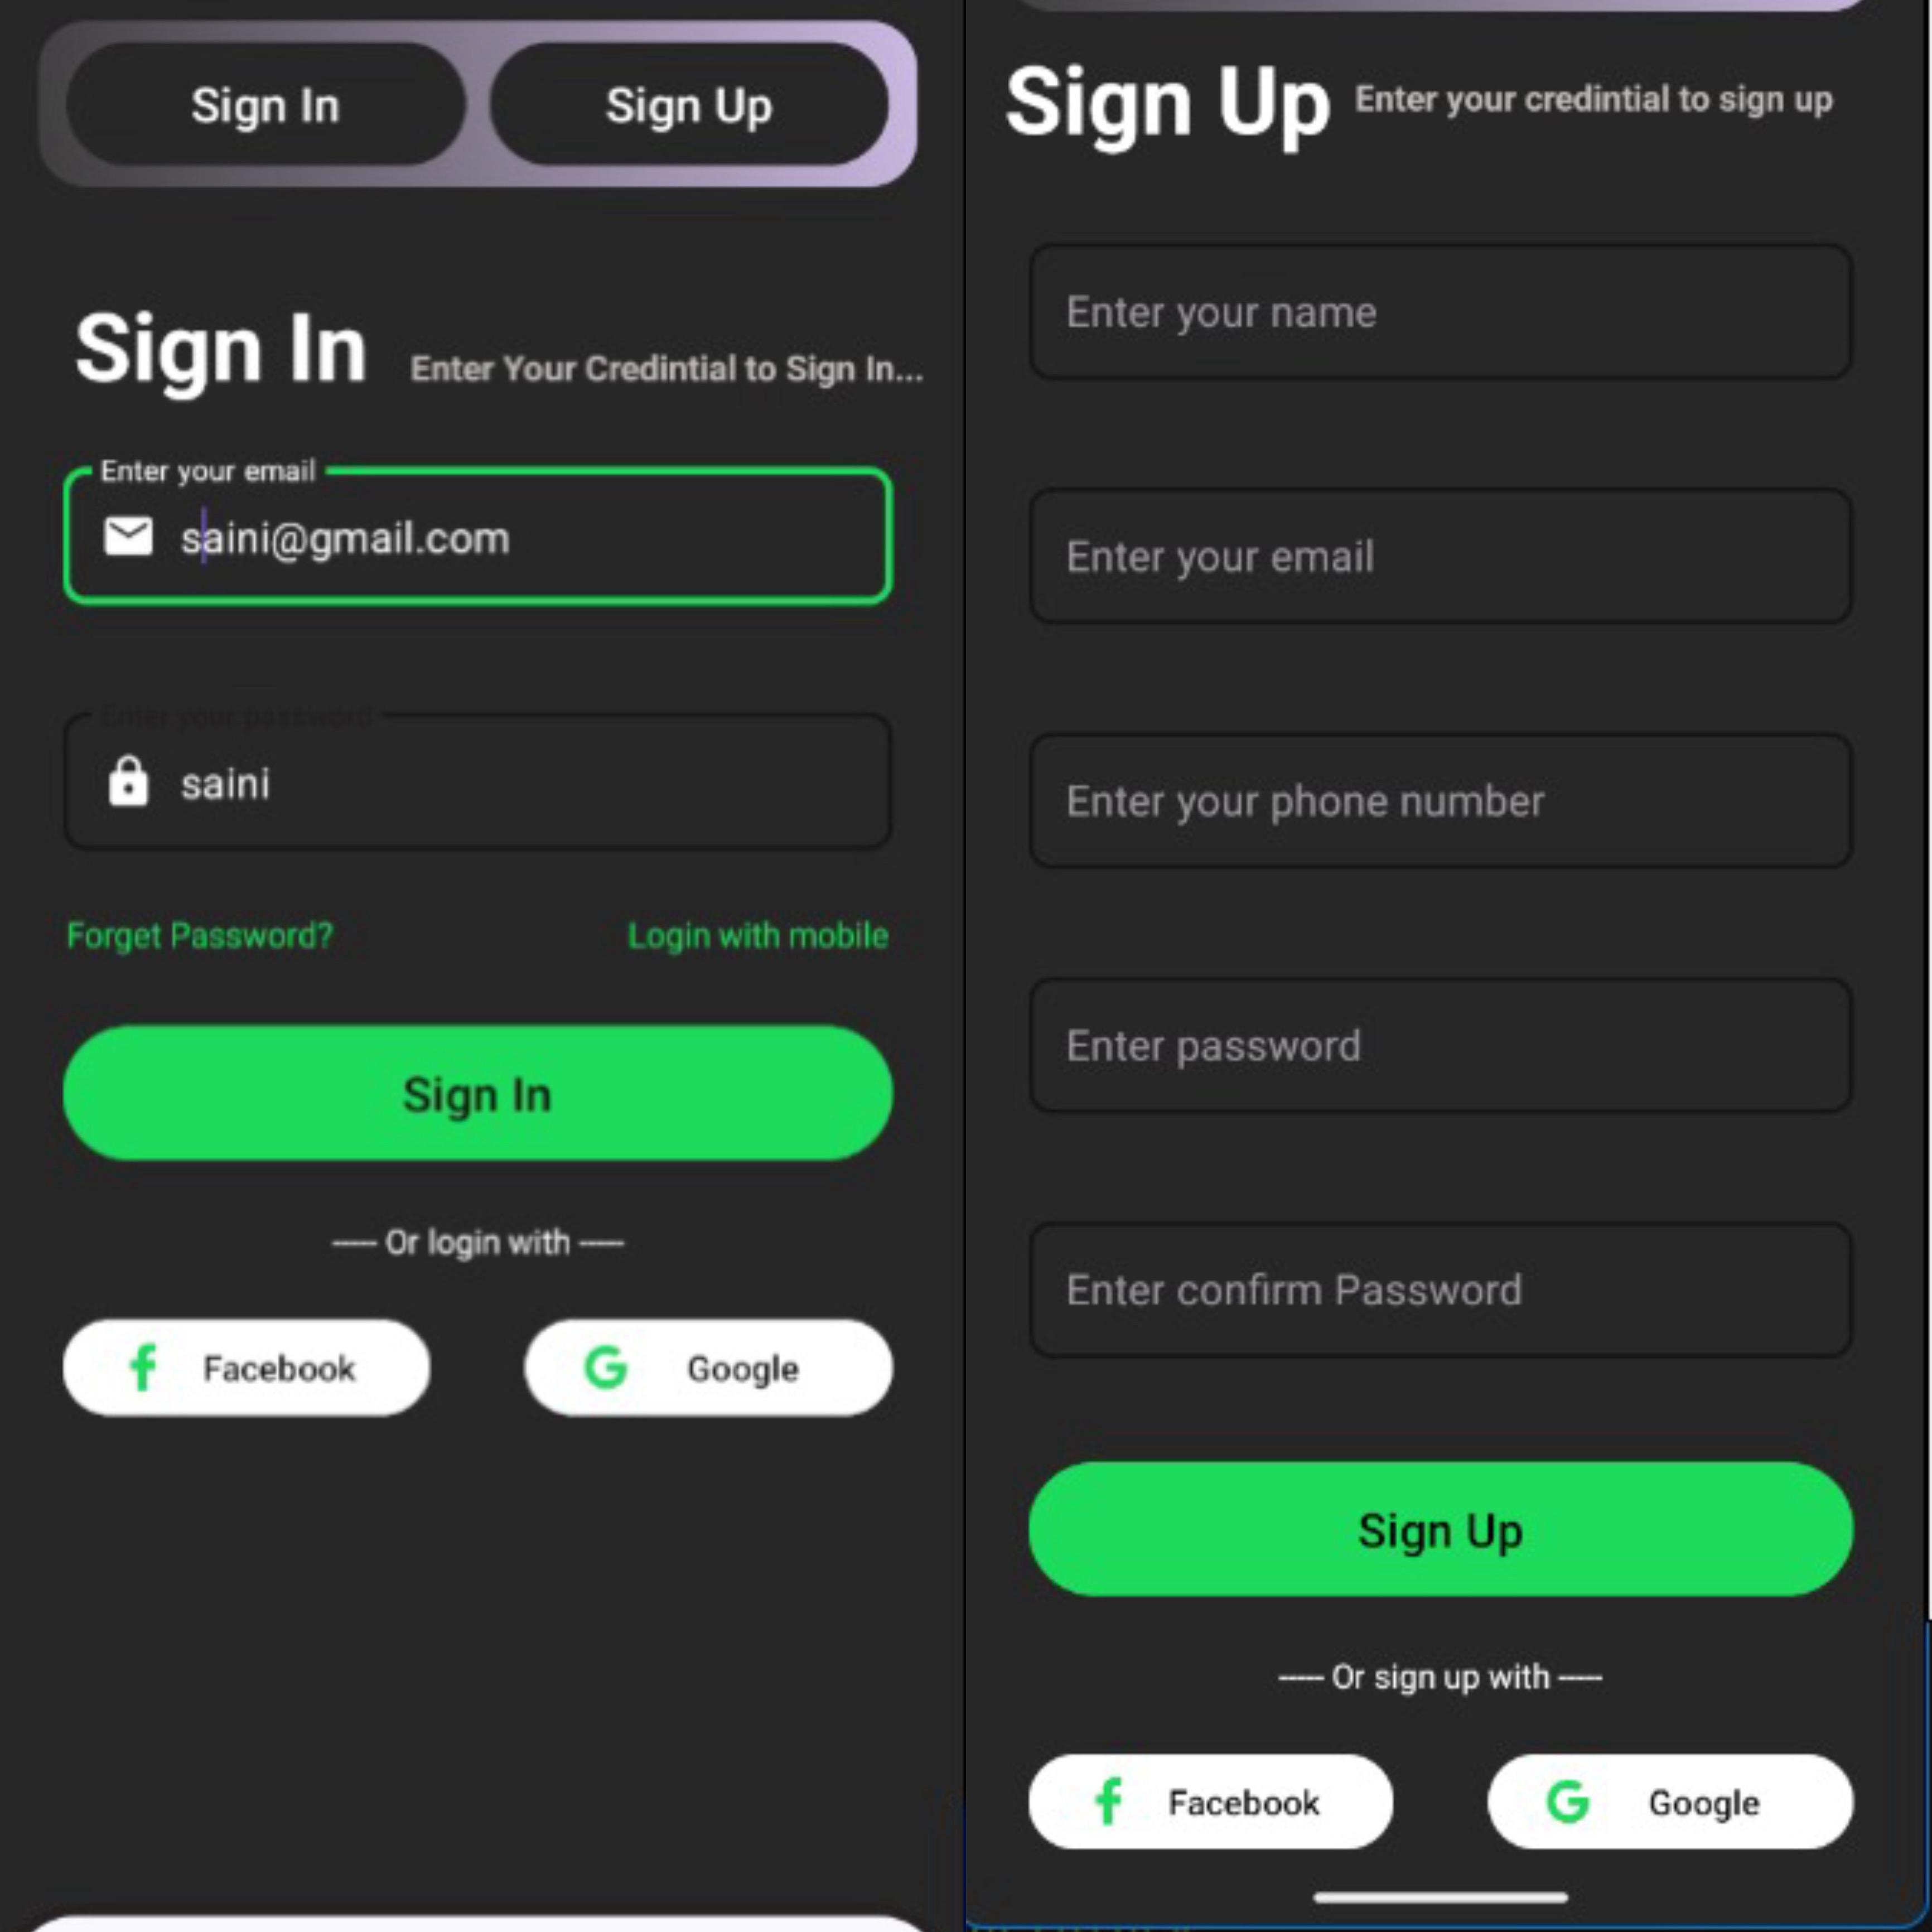 Sign In
Sign Up
Sign In
Enter Your Credintial to Sign In...
Enter your email
saini@gmail.com
Enter your password
saini
Forget Password?
Login with mobile
Sign In
----- Or login with -----
Facebook
Google
Sign Up
Enter your credintial to sign up
Enter your name
Enter your email
Enter your phone number
Enter password
Enter confirm Password
Sign Up
----- Or sign up with -----
Facebook
Google